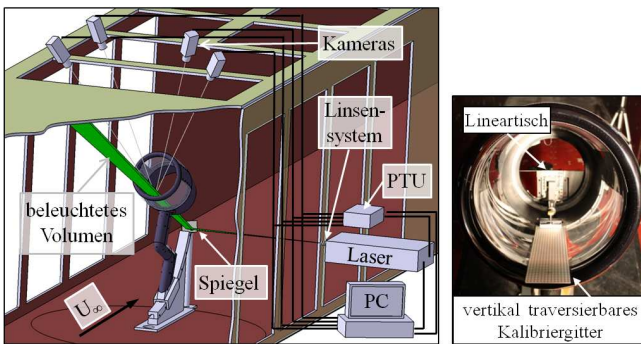 Kameras
Linsen-
system
PTU
beleuchtetes
Volumen
Laser
Spiegel
PC
U∞
Lineartisch
vertikal traversierbares
Kalibriergitter